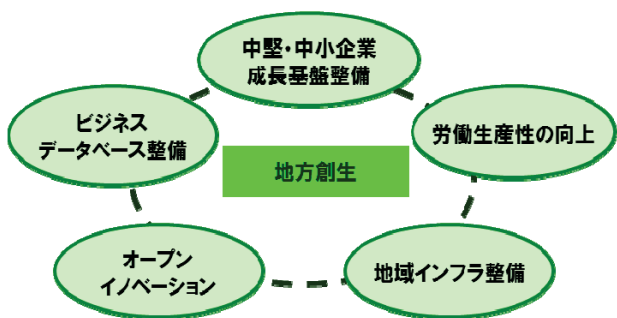 中堅・中小企業
成長基盤整備
ビジネス
データベース整備
労働生産性の向上
地方創生
オープン
イノベーション
地域インフラ整備